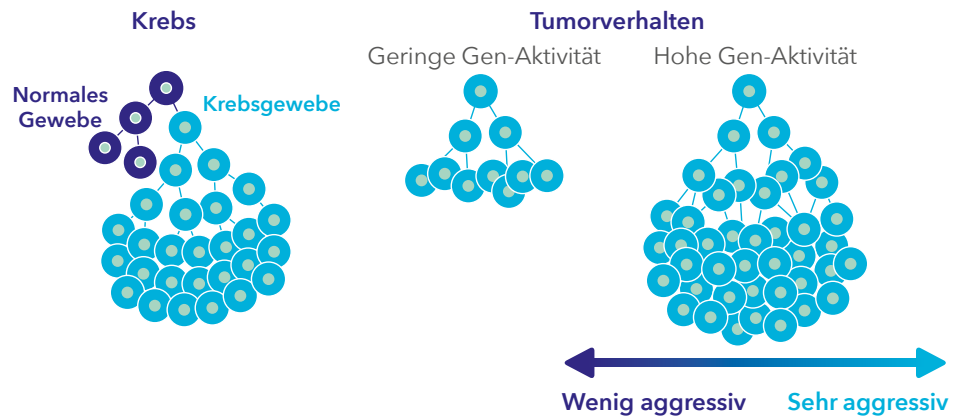 Krebs
Normales
Gewebe
Krebsgewebe
Tumorverhalten
Geringe Gen-Aktivität
Hohe Gen-Aktivität
Wenig aggressiv
Sehr aggressiv